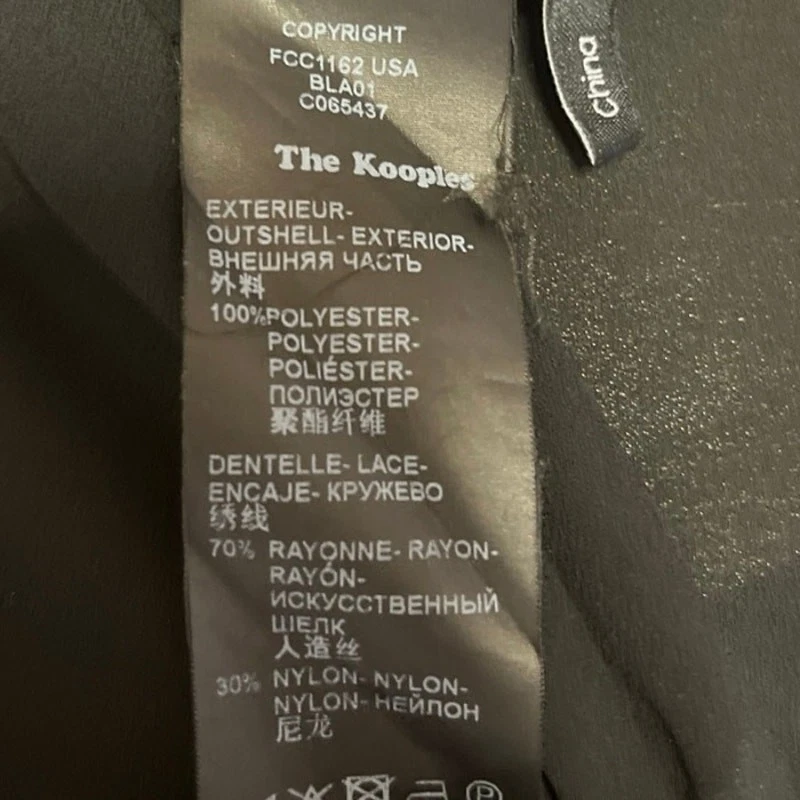 COPYRIGHT
FCC1162 USA
BLA01
C065437
The Kooples
EXTERIEUR-
OUTSHELL- EXTERIOR-
ВНЕШНЯЯ ЧАСТЬ
外料
100%POLYESTER-
POLYESTER-
POLIÉSTER-
ПОЛИЭСТЕР
聚酯纤维
DENTELLE- LACE-
ENCAJE- КРУЖЕВО
绣线
70% RAYONNE- RAYON-
RAYÓN-
ИСКУССТВЕННЫЙ
ШЕЛК
人造丝
30% NYLON- NYLON-
NYLON- НЕЙЛОН
尼龙
P
China